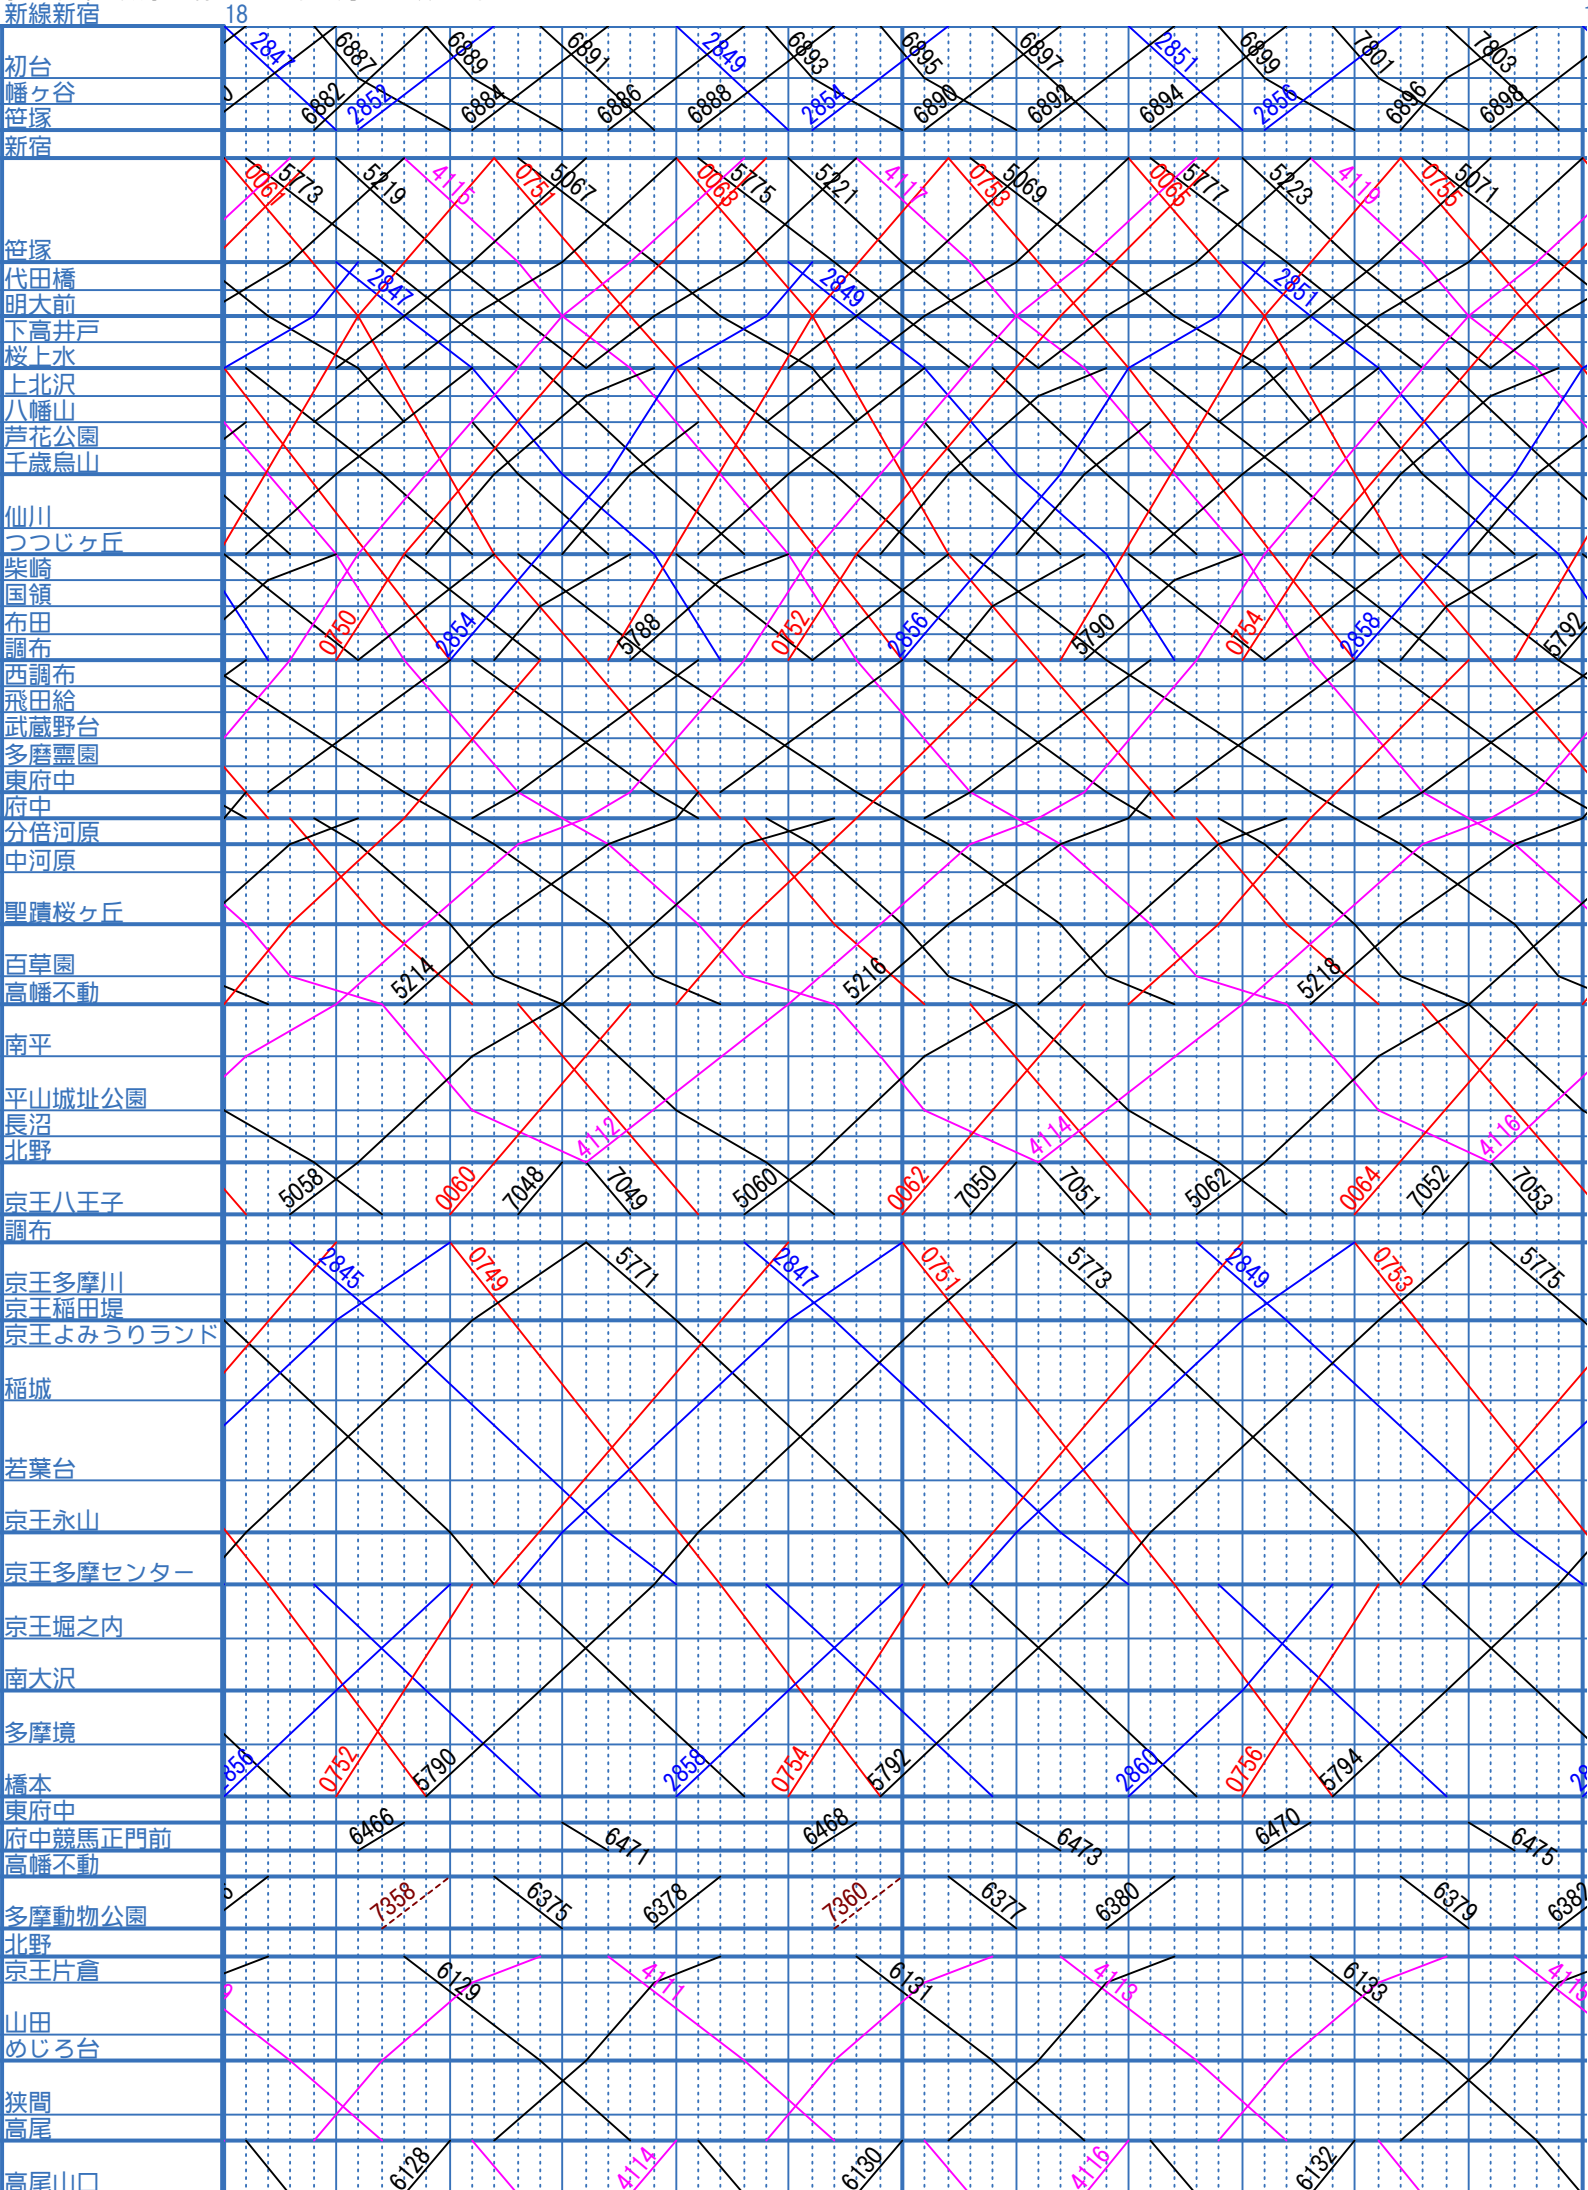 新線新宿 18
2847 6887 6889 6891 2849 6893 6895 6897 2851 6899 7801 7803
初台
幡ヶ谷
6882 2852 6884 6886 6888 2854 6890 6892 6894 2856 6896 6898
笹塚
新宿
0061 5773 5219 4115 0751 5067 0063 5775 5221 4117 0753 5069 0065 5777 5223 4119 0755 5071
笹塚
代田橋
2847 2849 2851
明大前
下高井戸
桜上水
上北沢
八幡山
芦花公園
千歳烏山
仙川
つつじヶ丘
柴崎
国領
布田
0750 2854 5788 0752 2856 5790 0754 2858 5792
調布
西調布
飛田給
武蔵野台
多磨霊園
東府中
府中
分倍河原
中河原
聖蹟桜ヶ丘
百草園
5214 5216 5218
高幡不動
南平
平山城址公園
長沼
4112 4114 4116
北野
5058 0060 7048 7049 5060 0062 7050 7051 5062 0064 7052 7053
京王八王子
調布
2845 0749 5771 2847 0751 5773 2849 0753 5775
京王多摩川
京王稲田堤
京王よみうりランド
稲城
若葉台
京王永山
京王多摩センター
京王堀之内
南大沢
多摩境
856 0752 5790 2858 0754 5792 2860 0756 5794
橋本
東府中
6466 6471 6468 6473 6470 6475
府中競馬正門前
高幡不動
7358 6375 6378 7360 6377 6380 6379 6382
多摩動物公園
北野
京王片倉
6129 4111 6131 4113 6133 4115
山田
めじろ台
狭間
高尾
6128 4114 6130 4116 6132
高尾山口